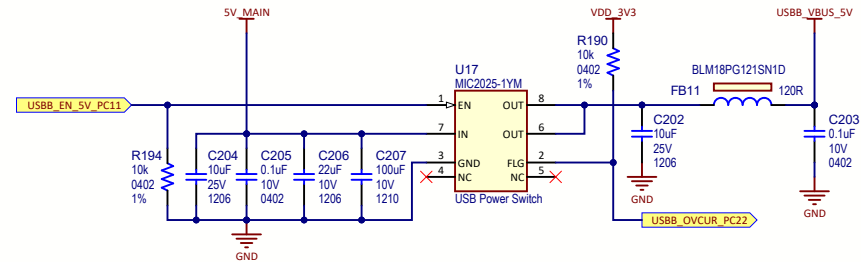 5V_MAIN
VDD_3V3
USBB_VBUS_5V
R190
10k
0402
1%
U17
MIC2025-1YM
BLM18PG121SN1D
FB11
120R
USBB_EN_5V_PC11
1
EN
OUT
8
7
IN
OUT
6
3
GND
FLG
2
4
NC
NC
5
USB Power Switch
R194
10k
0402
1%
C204
10uF
25V
1206
C205
0.1uF
10V
0402
C206
22uF
10V
1206
C207
100uF
10V
1210
C202
10uF
25V
1206
C203
0.1uF
10V
0402
GND
GND
USBB_OVCUR_PC22
GND